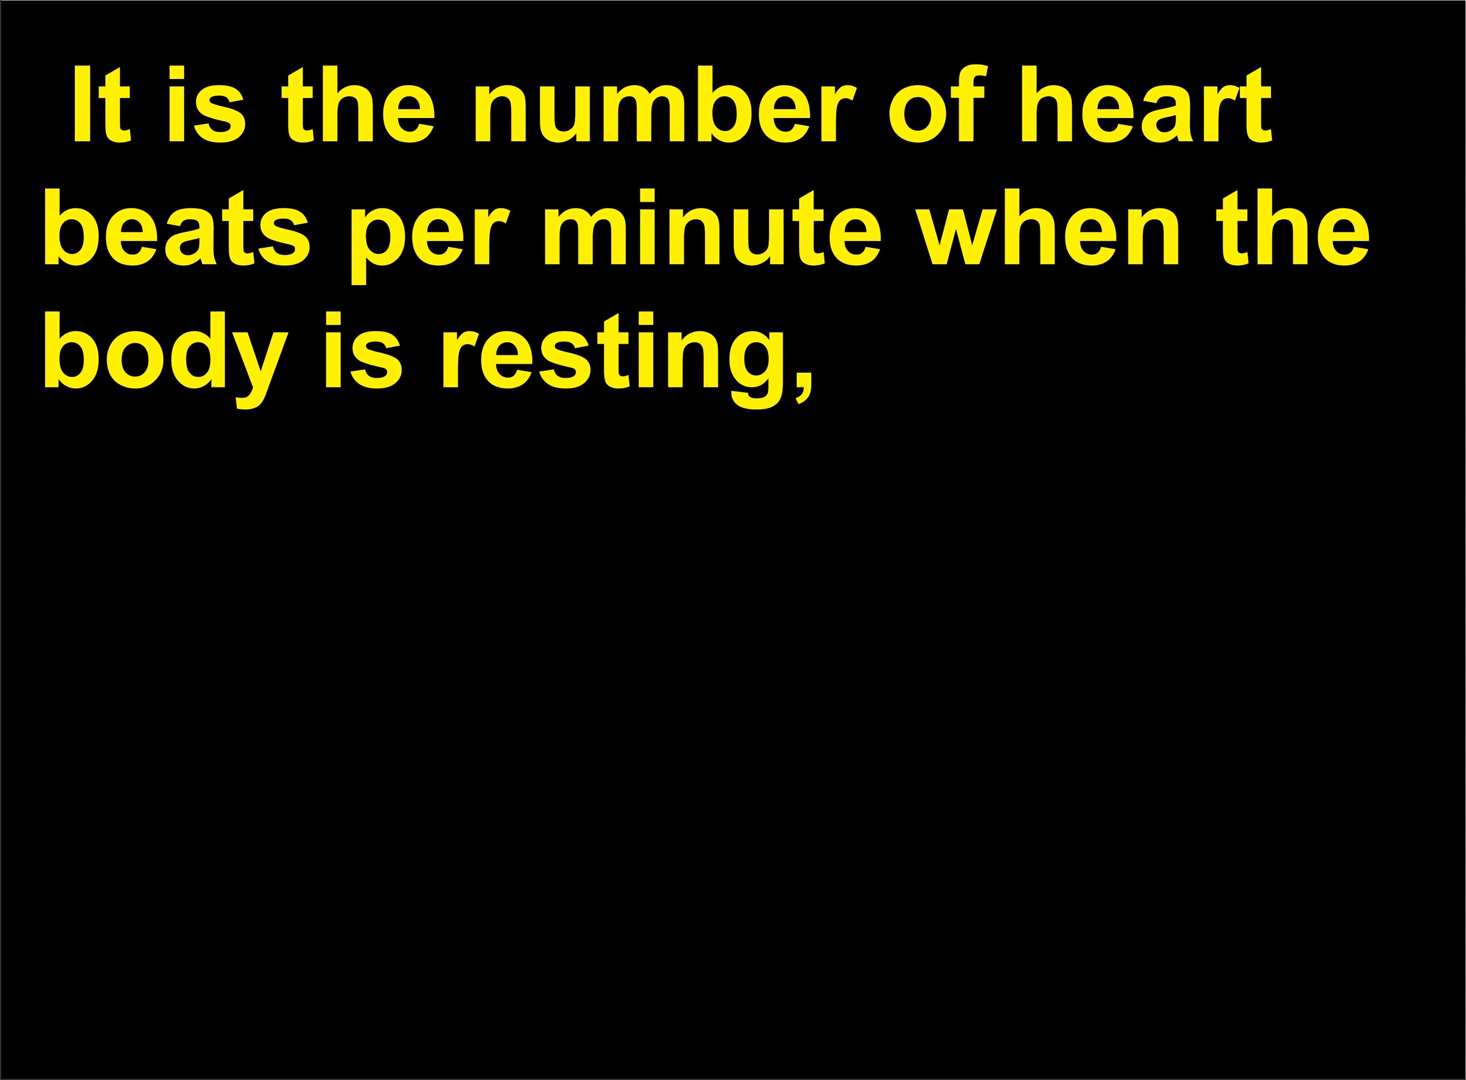 It is the number of heart
beats per minute when the
body is resting,